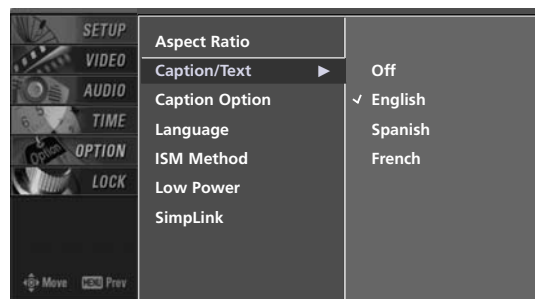 SETUP
VIDEO
AUDIO
TIME
OPTION
LOCK
Move MENU Prev
Aspect Ratio
Caption/Text
Caption Option
Language
ISM Method
Low Power
SimpLink
Off
English
Spanish
French